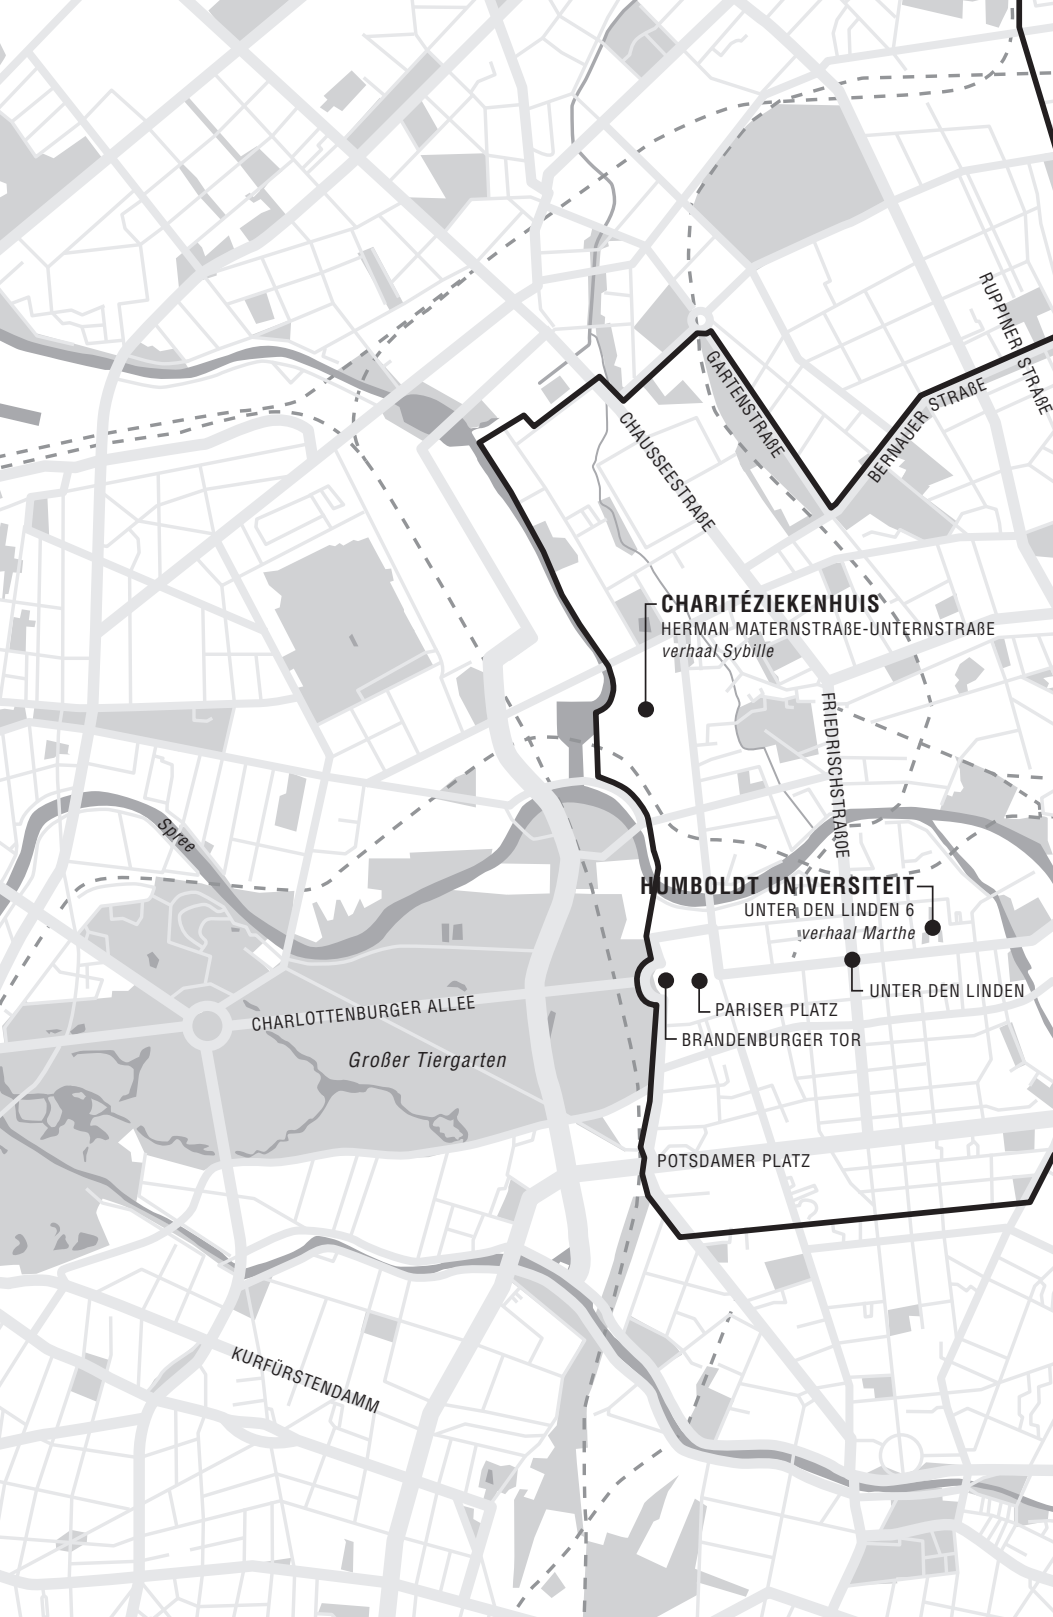 RUPPINER STRAßE
GARTENSTRAßE
BERNAUER STRAßE
CHAUSSEESTRAßE
CHARITÉZIEKENHUIS
HERMAN MATERNSTRAßE-UNTERNSTRAßE
verhaal Sybille
FRIEDRISCHSTRAßOE
Spree
HUMBOLDT UNIVERSITEIT
UNTER DEN LINDEN 6
verhaal Marthe
UNTER DEN LINDEN
PARISER PLATZ
CHARLOTTENBURGER ALLEE
BRANDENBURGER TOR
Großer Tiergarten
POTSDAMER PLATZ
KURFÜRSTENDAMM